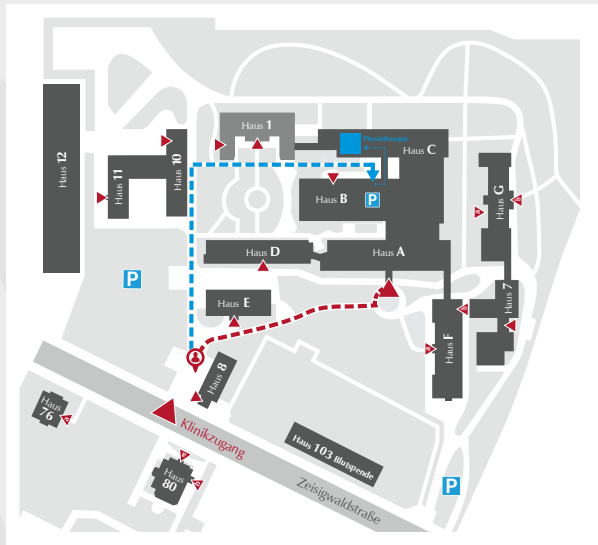 Haus 1
Physiotherapie
Haus C
Haus 12
Haus 11
Haus 10
Haus B
P
Haus G
Haus D
Haus A
P
Haus E
Haus 7
Haus F
Haus 8
Haus
76
Klinikzugang
Haus 103 Blutspende
Haus
80
Zeisigwaldstraße
P